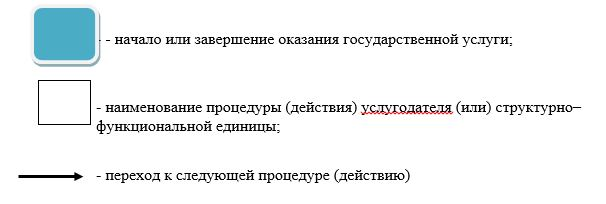 - - начало или завершение оказания государственной услуги;
- наименование процедуры (действия) услугодателя (или) структурно–
функциональной единицы;
- переход к следующей процедуре (действию)